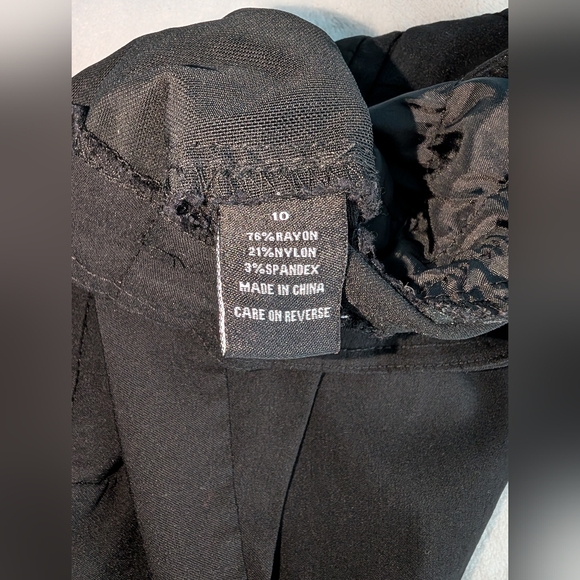 10
76%RAYON
21%NYLON
3%SPANDEX
MADE IN CHINA
CARE ON REVERSE